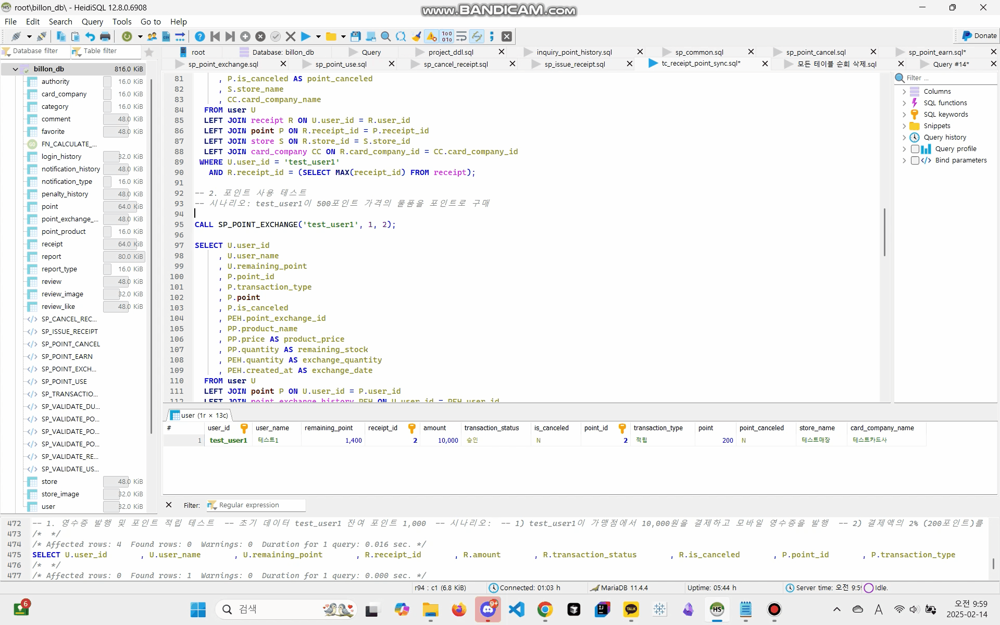 root\billon_db\ - HeidiSQL 12.8.0.6908
www.BANDICAM.com
File Edit Search Query Tools Go to Help
Donate
Database filter Table filter
root Database: billon_db Query project_ddl.sql inquiry_point_history.sql sp_common.sql sp_point_cancel.sql sp_point_earn.sql*
sp_point_exchange.sql sp_point_use.sql sp_cancel_receipt.sql sp_issue_receipt.sql tc_receipt_point_sync.sql* 모든 테이블 순회 삭제.sql Query #14*
billon_db 816.0 KiB
authority 16.0 KiB
card_company 16.0 KiB
category 16.0 KiB
comment 48.0 KiB
favorite 48.0 KiB
FN_CALCULATE_...
login_history 32.0 KiB
notification_history 48.0 KiB
notification_type 16.0 KiB
penalty_history 48.0 KiB
point 64.0 KiB
point_exchange_... 48.0 KiB
point_product 16.0 KiB
receipt 64.0 KiB
report 80.0 KiB
report_type 16.0 KiB
review 48.0 KiB
review_image 32.0 KiB
review_like 48.0 KiB
SP_CANCEL_REC...
SP_ISSUE_RECEIPT
SP_POINT_CANCEL
SP_POINT_EARN
SP_POINT_EXCH...
SP_POINT_USE
SP_TRANSACTIO...
SP_VALIDATE_DU...
SP_VALIDATE_PO...
SP_VALIDATE_PO...
SP_VALIDATE_PO...
SP_VALIDATE_RE...
SP_VALIDATE_US...
store 48.0 KiB
store_image 32.0 KiB
user 32.0 KiB
81 , P.is_canceled AS point_canceled
82 , S.store_name
83 , CC.card_company_name
84 FROM user U
85 LEFT JOIN receipt R ON U.user_id = R.user_id
86 LEFT JOIN point P ON R.receipt_id = P.receipt_id
87 LEFT JOIN store S ON R.store_id = S.store_id
88 LEFT JOIN card_company CC ON R.card_company_id = CC.card_company_id
89 WHERE U.user_id = 'test_user1'
90 AND R.receipt_id = (SELECT MAX(receipt_id) FROM receipt);
91
92 -- 2. 포인트 사용 테스트
93 -- 시나리오: test_user1이 500포인트 가격의 물품을 포인트로 구매
94
95 CALL SP_POINT_EXCHANGE('test_user1', 1, 2);
96
97 SELECT U.user_id
98 , U.user_name
99 , U.remaining_point
100 , P.point_id
101 , P.transaction_type
102 , P.point
103 , P.is_canceled
104 , PEH.point_exchange_id
105 , PP.product_name
106 , PP.price AS product_price
107 , PP.quantity AS remaining_stock
108 , PEH.quantity AS exchange_quantity
109 , PEH.created_at AS exchange_date
110 FROM user U
111 LEFT JOIN point P ON U.user_id = P.user_id
112 LEFT JOIN point_exchange_history PEH ON U.user_id = PEH.user_id
Filter ...
Columns
SQL functions
SQL keywords
Snippets
Query history
Query profile
Bind parameters
user (1r × 13c)
# user_id user_name remaining_point receipt_id amount transaction_status is_canceled point_id transaction_type point point_canceled store_name card_company_name
1 test_user1 테스트1 1,400 2 10,000 승인 N 2 적립 200 N 테스트매장 테스트카드사
Filter: Regular expression
472 -- 1. 영수증 발행 및 포인트 적립 테스트 -- 초기 데이터 test_user1 잔여 포인트 1,000 -- 시나리오: -- 1) test_user1이 가맹점에서 10,000원을 결제하고 모바일 영수증을 발행 -- 2) 결제액의 2% (200포인트)를
473 /* */
474 /* Affected rows: 4 Found rows: 0 Warnings: 0 Duration for 1 query: 0.016 sec. */
475 SELECT U.user_id , U.user_name , U.remaining_point , R.receipt_id , R.amount , R.transaction_status , R.is_canceled , P.point_id , P.transaction_type
476 /* */
477 /* Affected rows: 0 Found rows: 1 Warnings: 0 Duration for 1 query: 0.000 sec. */
r94 : c1 (6.8 KiB) Connected: 01:03 h MariaDB 11.4.4 Uptime: 05:44 h Server time: 오전 9:5 Idle.
6 검색 9+ TALK HS A 오전 9:59
2025-02-14